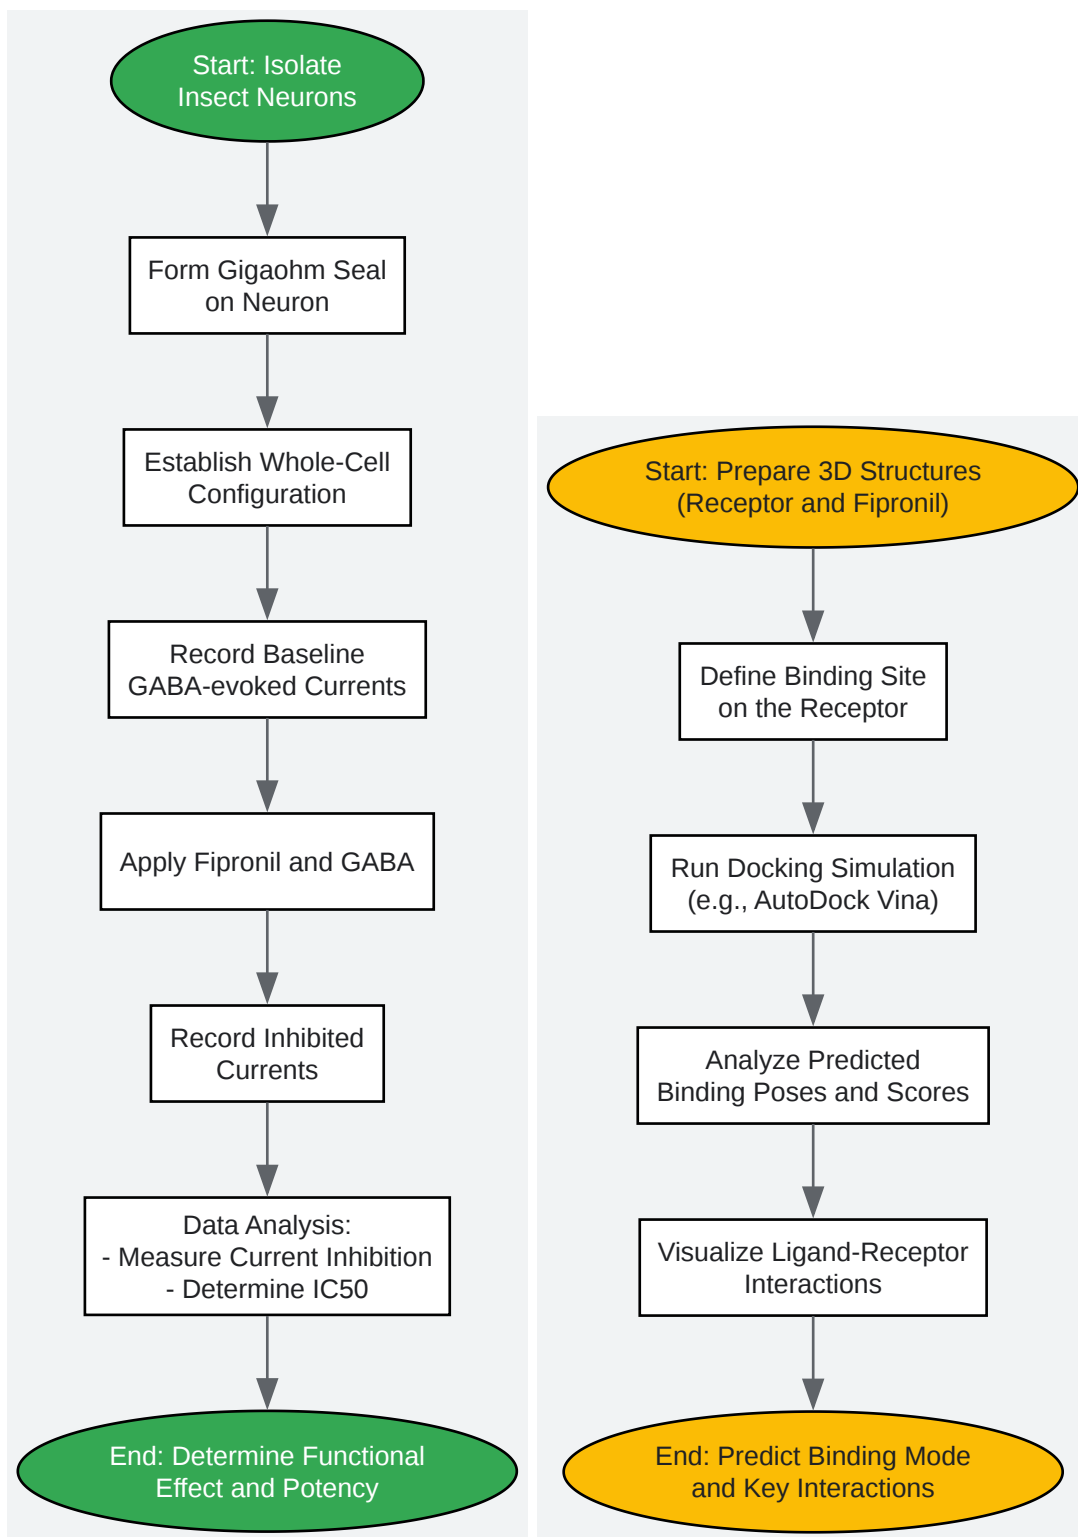 Start: Isolate
Insect Neurons
Form Gigaohm Seal
on Neuron
Establish Whole-Cell
Configuration
Record Baseline
GABA-evoked Currents
Apply Fipronil and GABA
Record Inhibited
Currents
Data Analysis:
- Measure Current Inhibition
- Determine IC50
End: Determine Functional
Effect and Potency
Start: Prepare 3D Structures
(Receptor and Fipronil)
Define Binding Site
on the Receptor
Run Docking Simulation
(e.g., AutoDock Vina)
Analyze Predicted
Binding Poses and Scores
Visualize Ligand-Receptor
Interactions
End: Predict Binding Mode
and Key Interactions